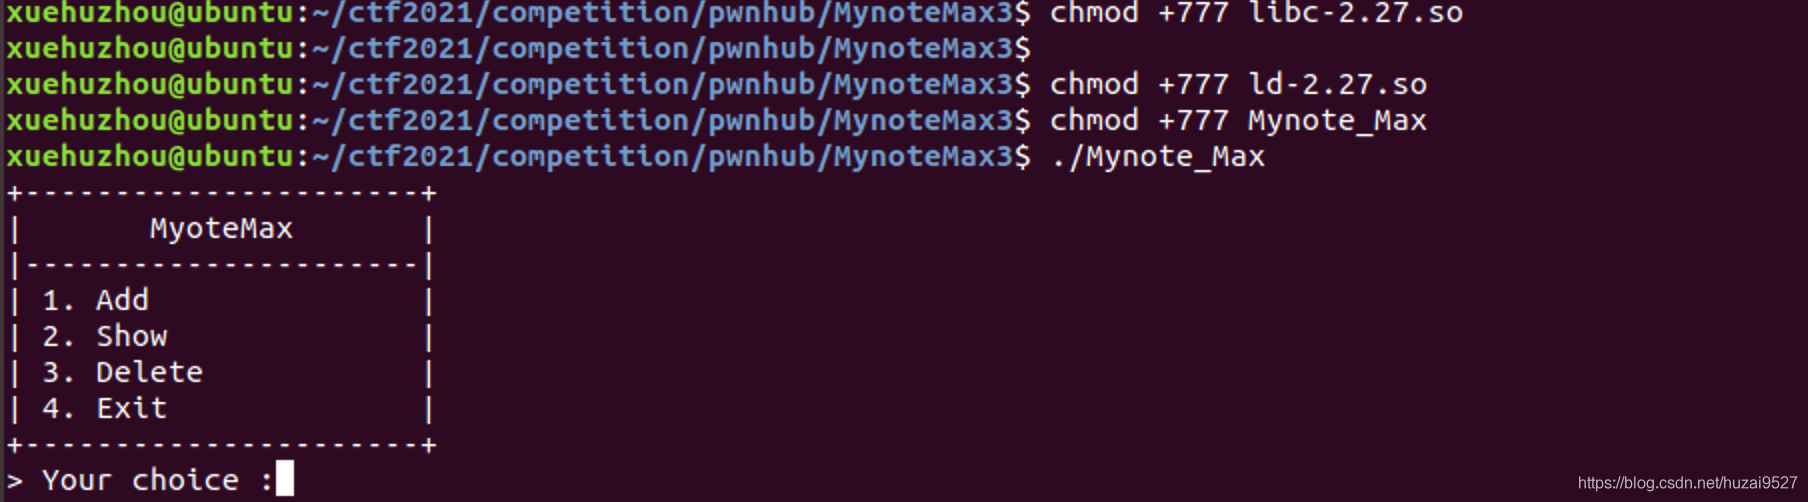 xuehuzhou@ubuntu:~/ctf2021/competition/pwnhub/MynoteMax3$ chmod +777 libc-2.27.so
xuehuzhou@ubuntu:~/ctf2021/competition/pwnhub/MynoteMax3$
xuehuzhou@ubuntu:~/ctf2021/competition/pwnhub/MynoteMax3$ chmod +777 ld-2.27.so
xuehuzhou@ubuntu:~/ctf2021/competition/pwnhub/MynoteMax3$ chmod +777 Mynote_Max
xuehuzhou@ubuntu:~/ctf2021/competition/pwnhub/MynoteMax3$ ./Mynote_Max
+----------------------+
|       MyoteMax       |
|----------------------|
| 1. Add               |
| 2. Show              |
| 3. Delete            |
| 4. Exit              |
+----------------------+
> Your choice :
https://blog.csdn.net/huzai9527